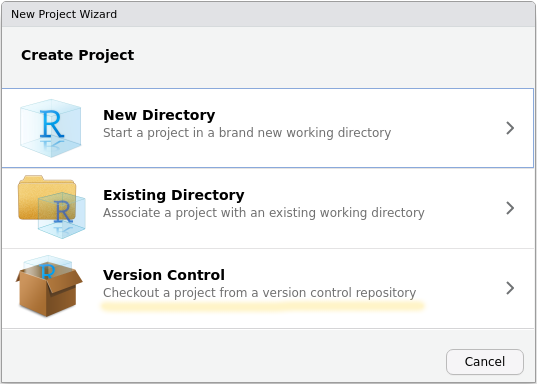 New Project Wizard
Create Project
R
New Directory
Start a project in a brand new working directory
R
Existing Directory
Associate a project with an existing working directory
R
Version Control
Checkout a project from a version control repository
Cancel